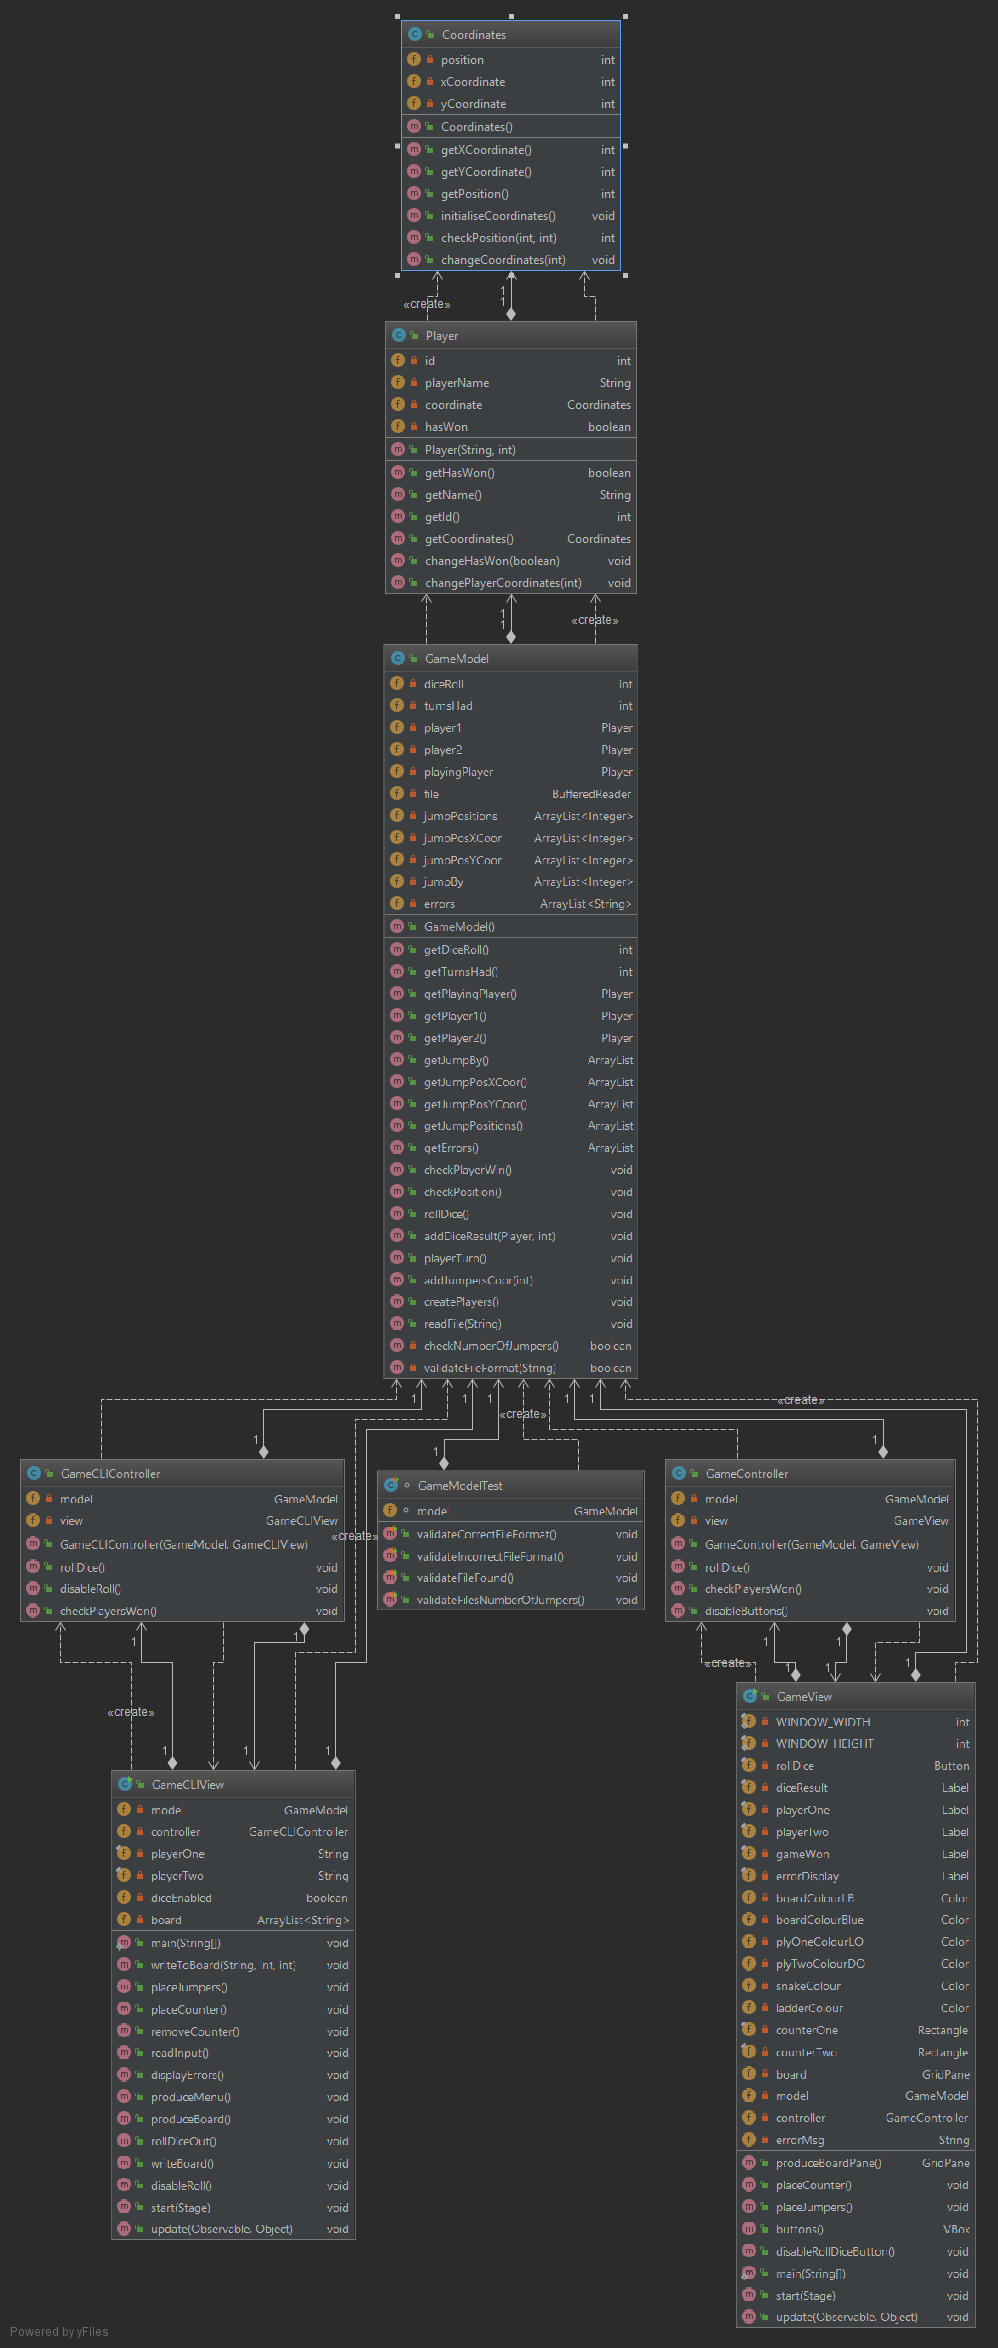 Coordinates
position int
xCoordinate int
yCoordinate int
Coordinates()
getXCoordinate() int
getYCoordinate() int
getPosition() int
initialiseCoordinates() void
checkPosition(int, int) int
changeCoordinates(int) void
«create»
1
1
Player
id int
playerName String
coordinate Coordinates
hasWon boolean
Player(String, int)
getHasWon() boolean
getName() String
getId() int
getCoordinates() Coordinates
changeHasWon(boolean) void
changePlayerCoordinates(int) void
1
1
«create»
GameModel
diceRoll int
turnsHad int
player1 Player
player2 Player
playingPlayer Player
file BufferedReader
jumpPositions ArrayList<Integer>
jumpPosXCoor ArrayList<Integer>
jumpPosYCoor ArrayList<Integer>
jumpBy ArrayList<Integer>
errors ArrayList<String>
GameModel()
getDiceRoll() int
getTurnsHad() int
getPlayingPlayer() Player
getPlayer1() Player
getPlayer2() Player
getJumpBy() ArrayList
getJumpPosXCoor() ArrayList
getJumpPosYCoor() ArrayList
getJumpPositions() ArrayList
getErrors() ArrayList
checkPlayerWin() void
checkPosition() void
rollDice() void
addDiceResult(Player, int) void
playerTurn() void
addJumpersCoor(int) void
createPlayers() void
readFile(String) void
checkNumberOfJumpers() boolean
validateFileFormat(String) boolean
1 1 1 1 1
«create»
«create»
1 1 1
GameCLIController
model GameModel
view GameCLIView
GameCLIController(GameModel, GameCLIView)
rollDice() void
disableRoll() void
checkPlayersWon() void
«create»
GameModelTest
model GameModel
validateCorrectFileFormat() void
validateIncorrectFileFormat() void
validateFileFound() void
validateFilesNumberOfJumpers() void
GameController
model GameModel
view GameView
GameController(GameModel, GameView)
rollDice() void
checkPlayersWon() void
disableButtons() void
1 1
«create»
1 1 1 1
«create»
1 1 1
GameCLIView
model GameModel
controller GameCLIController
playerOne String
playerTwo String
diceEnabled boolean
board ArrayList<String>
main(String[]) void
writeToBoard(String, int, int) void
placeJumpers() void
placeCounter() void
removeCounter() void
readInput() void
displayErrors() void
produceMenu() void
produceBoard() void
rollDiceOut() void
writeBoard() void
disableRoll() void
start(Stage) void
update(Observable, Object) void
GameView
WINDOW_WIDTH int
WINDOW_HEIGHT int
rollDice Button
diceResult Label
playerOne Label
playerTwo Label
gameWon Label
errorDisplay Label
boardColourLB Color
boardColourBlue Color
plyOneColourLO Color
plyTwoColourDO Color
snakeColour Color
ladderColour Color
counterOne Rectangle
counterTwo Rectangle
board GridPane
model GameModel
controller GameController
errorMsg String
produceBoardPane() GridPane
placeCounter() void
placeJumpers() void
buttons() VBox
disableRollDiceButton() void
main(String[]) void
start(Stage) void
update(Observable, Object) void
Powered by yFiles